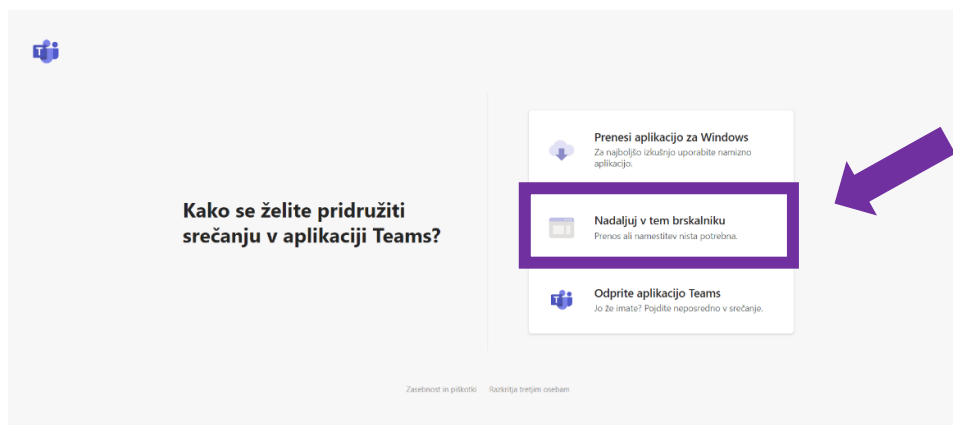 Kako se želite pridružiti
srečanju v aplikaciji Teams?
Prenesi aplikacijo za Windows
Za najboljšo izkušnjo uporabite namizno
aplikacijo.
Nadaljuj v tem brskalniku
Prenos ali namestitev nista potrebna.
Odprite aplikacijo Teams
Jo že imate? Pojdite neposredno v srečanje.
Zasebnost in piškotki Razkritja tretjim osebam